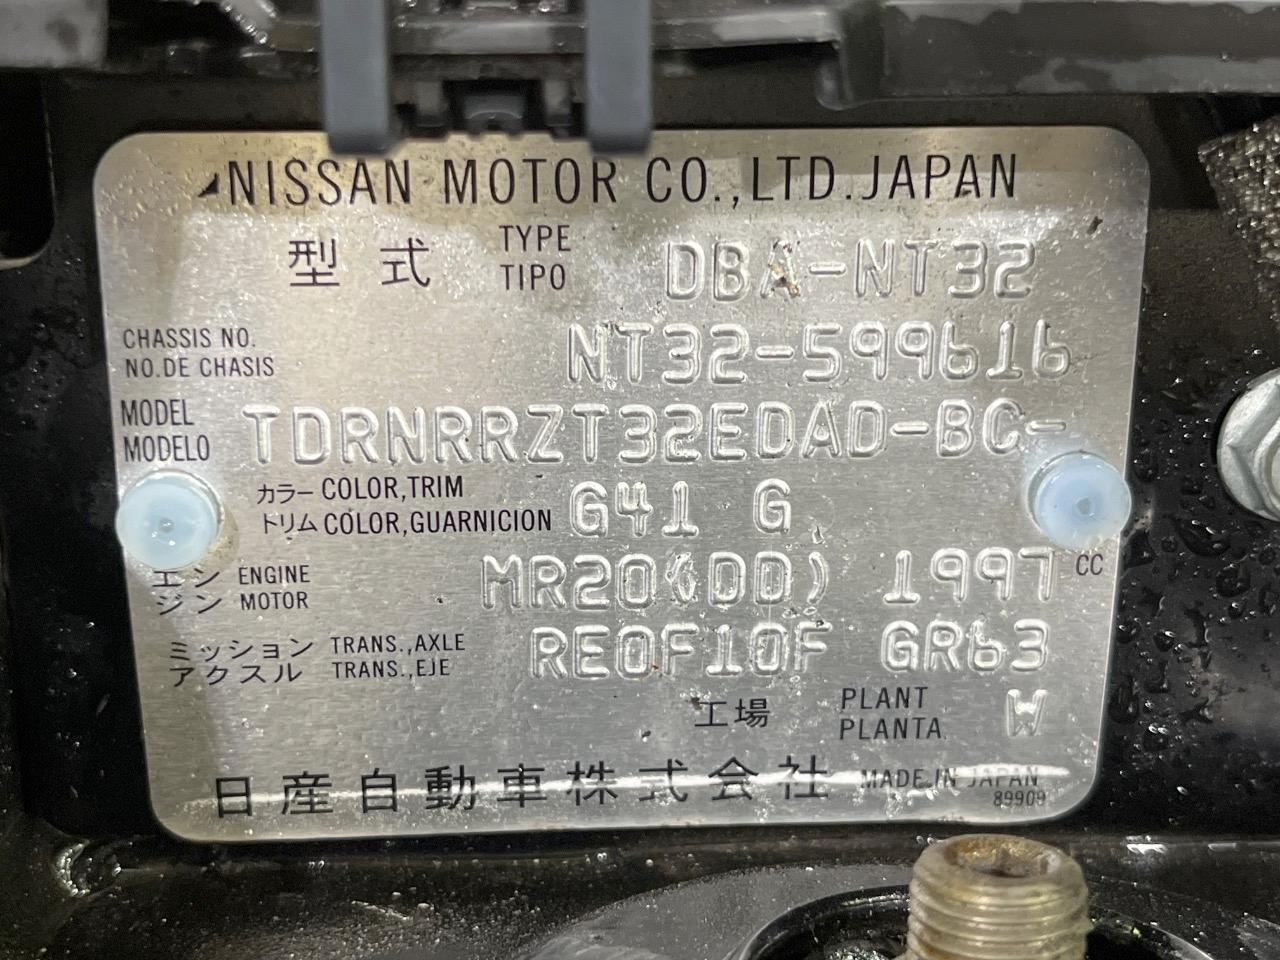 NISSAN MOTOR CO.,LTD.JAPAN
型式 TYPE TIPO DBA-NT32
CHASSIS NO. NO.DE CHASIS NT32-599616
MODEL MODELO TDRNRRZT32EDAD-BC-
カラー COLOR,TRIM
トリム COLOR,GUARNICION G41 G
エンジン ENGINE MOTOR MR20(DD) 1997 CC
ミッション TRANS.,AXLE
アクスル TRANS.,EJE RE0F10F GR63
工場 PLANT PLANTA W
日産自動車株式会社 MADE IN JAPAN
89909